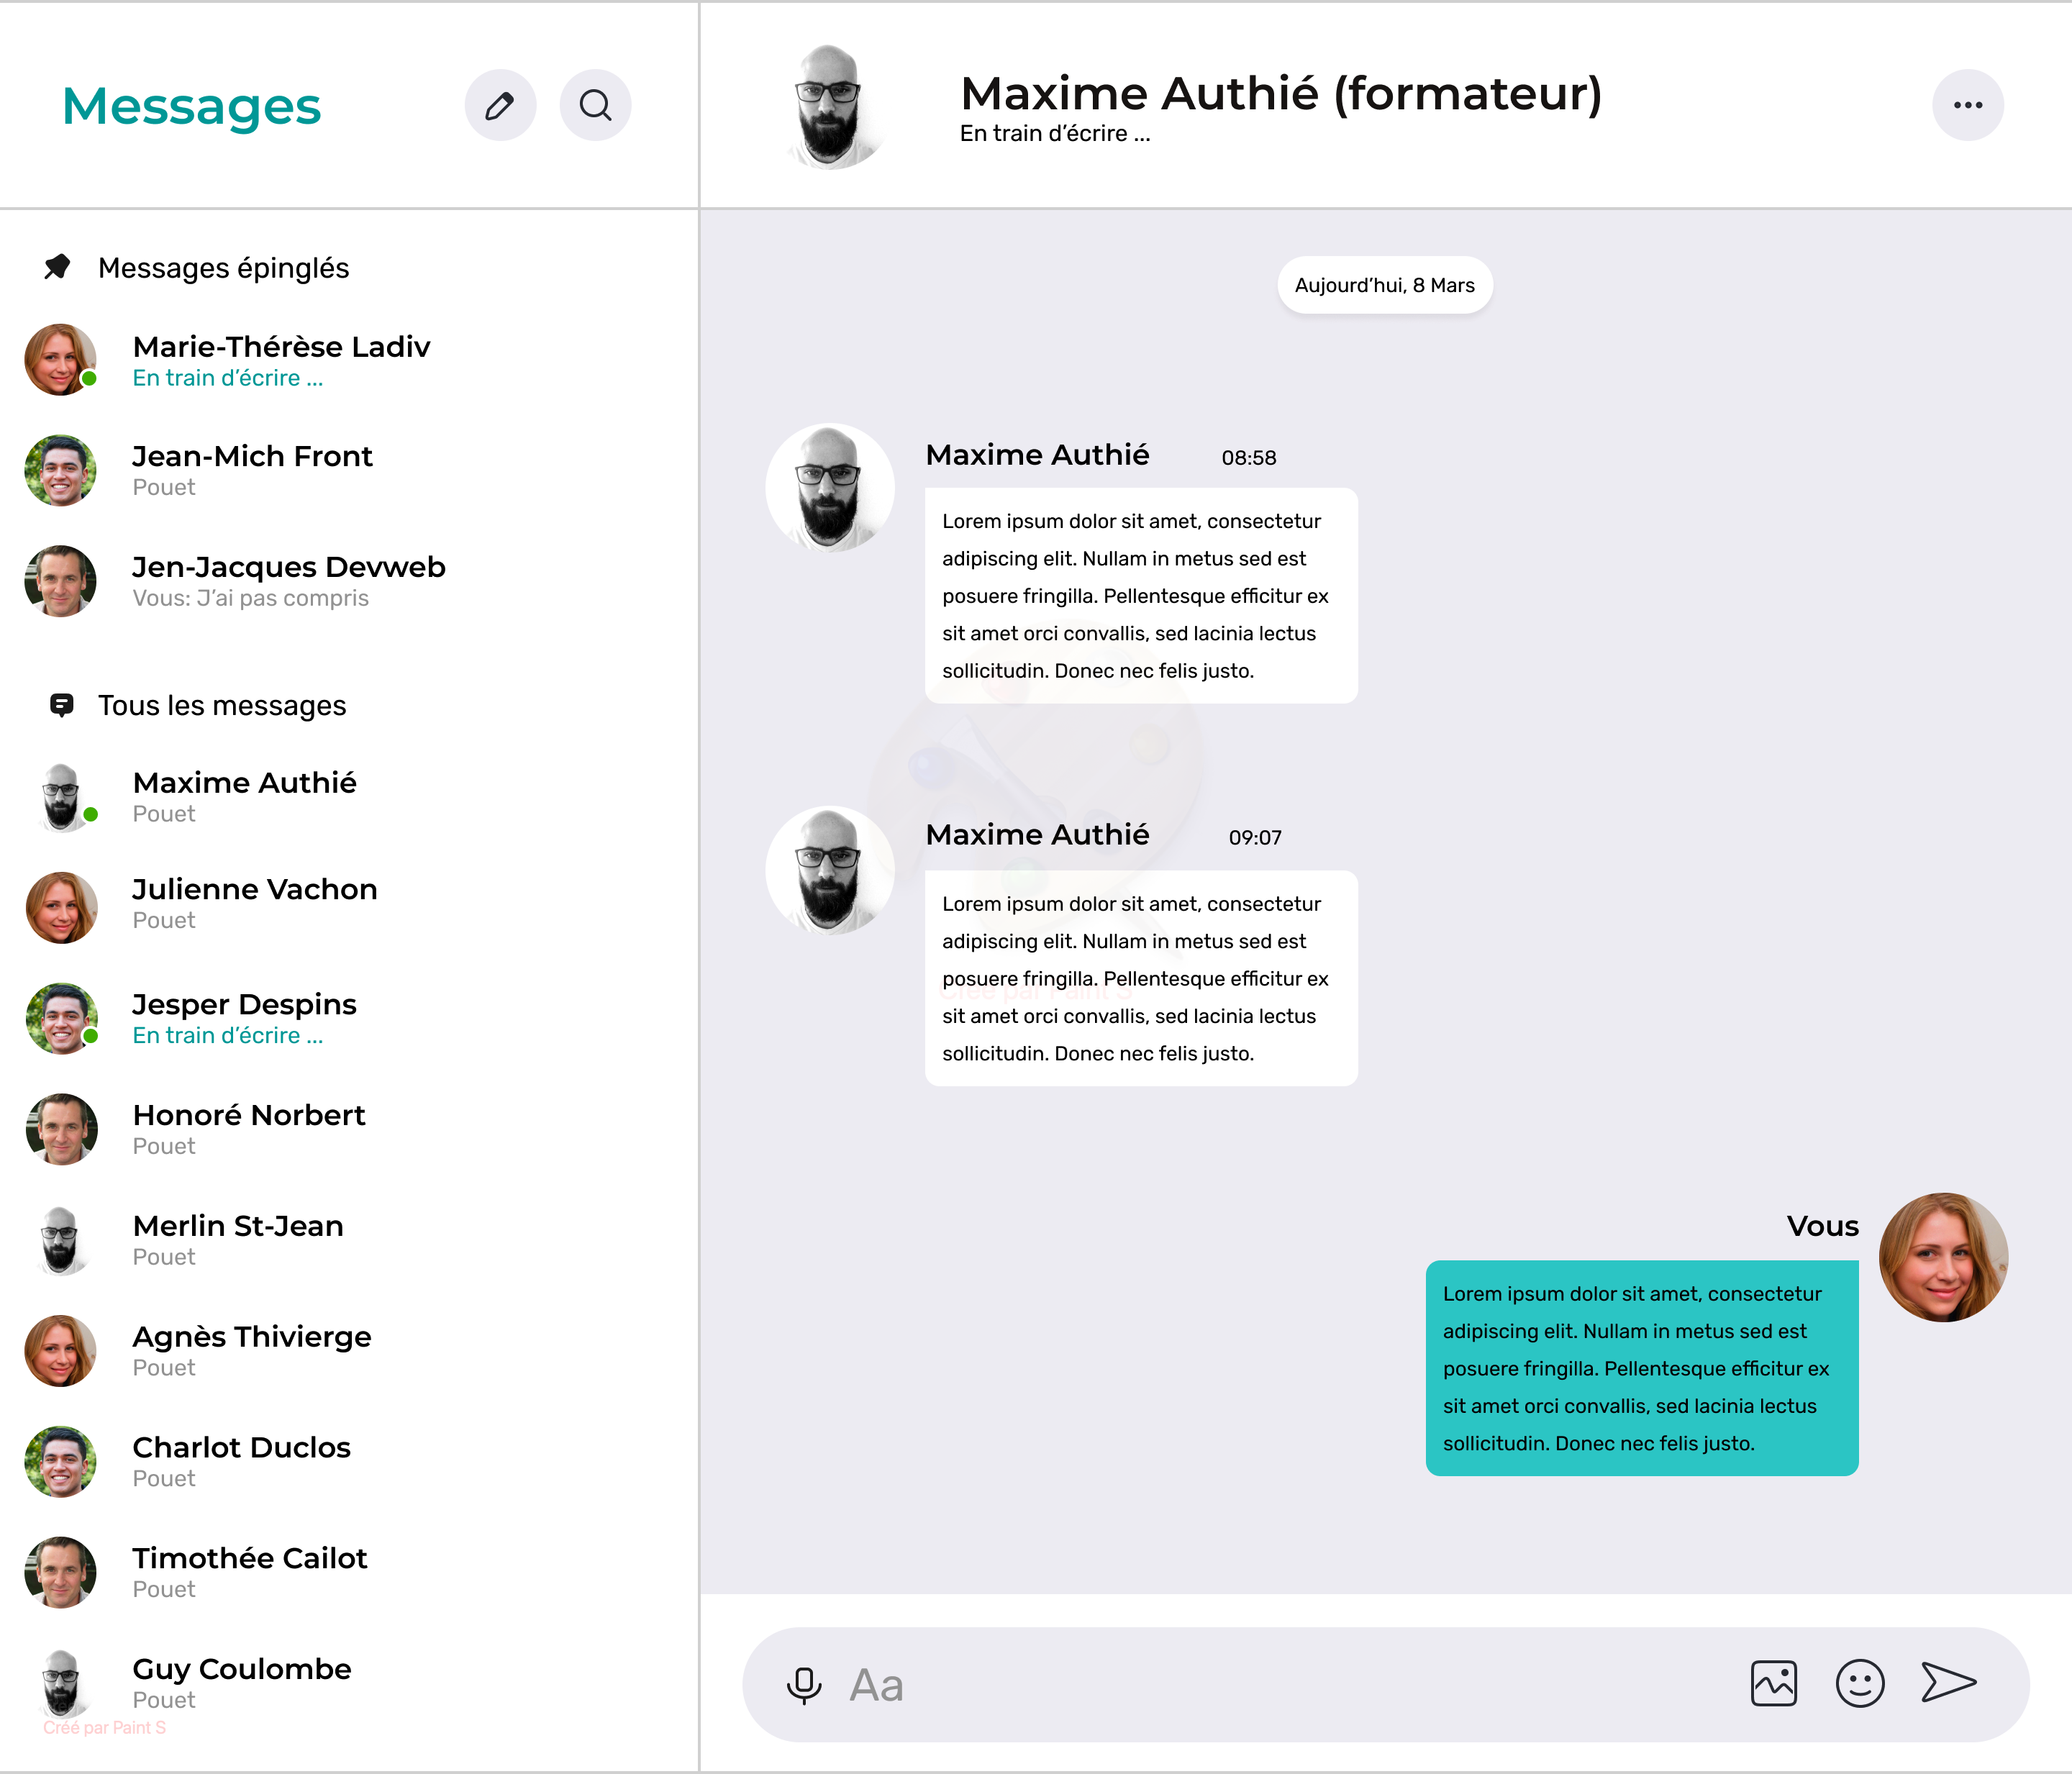 Messages
Messages épinglés
Marie-Thérèse Ladiv
En train d’écrire ...
Jean-Mich Front
Pouet
Jen-Jacques Devweb
Vous: J’ai pas compris
Tous les messages
Maxime Authié
Pouet
Julienne Vachon
Pouet
Jesper Despins
En train d’écrire ...
Honoré Norbert
Pouet
Merlin St-Jean
Pouet
Agnès Thivierge
Pouet
Charlot Duclos
Pouet
Timothée Cailot
Pouet
Guy Coulombe
Pouet
Créé par Paint S
Maxime Authié (formateur)
En train d’écrire ...
Aujourd’hui, 8 Mars
Maxime Authié 08:58
Lorem ipsum dolor sit amet, consectetur
adipiscing elit. Nullam in metus sed est
posuere fringilla. Pellentesque efficitur ex
sit amet orci convallis, sed lacinia lectus
sollicitudin. Donec nec felis justo.
Maxime Authié 09:07
Lorem ipsum dolor sit amet, consectetur
adipiscing elit. Nullam in metus sed est
posuere fringilla. Pellentesque efficitur ex
Créé par Paint S
sit amet orci convallis, sed lacinia lectus
sollicitudin. Donec nec felis justo.
Vous
Lorem ipsum dolor sit amet, consectetur
adipiscing elit. Nullam in metus sed est
posuere fringilla. Pellentesque efficitur ex
sit amet orci convallis, sed lacinia lectus
sollicitudin. Donec nec felis justo.
Aa